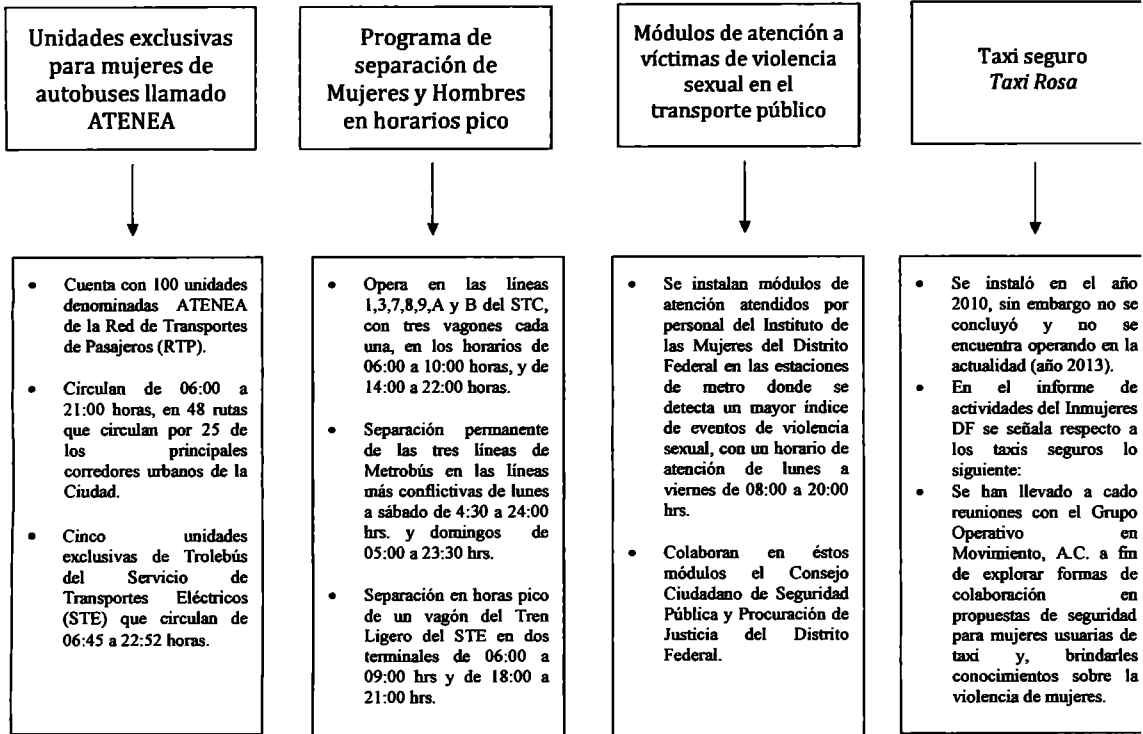 Unidades exclusivas
para mujeres de
autobuses llamado
ATENEA
Programa de
separación de
Mujeres y Hombres
en horarios pico
Módulos de atención a
víctimas de violencia
sexual en el
transporte público
Taxi seguro
Taxi Rosa
• Cuenta con 100 unidades
denominadas ATENEA
de la Red de Transportes
de Pasajeros (RTP).
• Circulan de 06:00 a
21:00 horas, en 48 rutas
que circulan por 25 de
los principales
corredores urbanos de la
Ciudad.
• Cinco unidades
exclusivas de Trolebús
del Servicio de
Transportes Eléctricos
(STE) que circulan de
06:45 a 22:52 horas.
• Opera en las líneas
1,3,7,8,9,A y B del STC,
con tres vagones cada
una, en los horarios de
06:00 a 10:00 horas, y de
14:00 a 22:00 horas.
• Separación permanente
de las tres líneas de
Metrobús en las líneas
más conflictivas de lunes
a sábado de 4:30 a 24:00
hrs. y domingos de
05:00 a 23:30 hrs.
• Separación en horas pico
de un vagón del Tren
Ligero del STE en dos
terminales de 06:00 a
09:00 hrs y de 18:00 a
21:00 hrs.
• Se instalan módulos de
atención atendidos por
personal del Instituto de
las Mujeres del Distrito
Federal en las estaciones
de metro donde se
detecta un mayor índice
de eventos de violencia
sexual, con un horario de
atención de lunes a
viernes de 08:00 a 20:00
hrs.
• Colaboran en éstos
módulos el Consejo
Ciudadano de Seguridad
Pública y Procuración de
Justicia del Distrito
Federal.
• Se instaló en el año
2010, sin embargo no se
concluyó y no se
encuentra operando en la
actualidad (año 2013).
• En el informe de
actividades del Inmujeres
DF se señala respecto a
los taxis seguros lo
siguiente:
• Se han llevado a cado
reuniones con el Grupo
Operativo en
Movimiento, A.C. a fin
de explorar formas de
colaboración en
propuestas de seguridad
para mujeres usuarias de
taxi y, brindarles
conocimientos sobre la
violencia de mujeres.